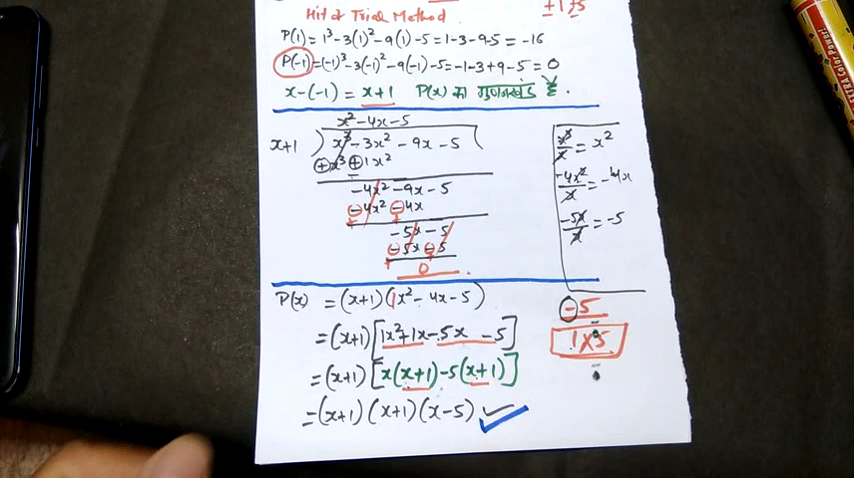 Hit & Trial Method
± 1, ± 5
P(1) = 1³ - 3(1)² - 9(1) - 5 = 1 - 3 - 9 - 5 = -16
P(-1) = (-1)³ - 3(-1)² - 9(-1) - 5 = -1 - 3 + 9 - 5 = 0
x - (-1) = x + 1 P(x) का गुणनखंड है.
x² - 4x - 5
x + 1 ) x³ - 3x² - 9x - 5
x³ + 1x²
-4x² - 9x - 5
-4x² - 4x
-5x - 5
-5x - 5
0
x³/x = x²
-4x²/x = -4x
-5x/x = -5
P(x) = (x+1)(1x² - 4x - 5)
= (x+1)[1x² + 1x - 5x - 5]
= (x+1)[x(x+1) - 5(x+1)]
= (x+1)(x+1)(x-5) ✓
-5
1×5